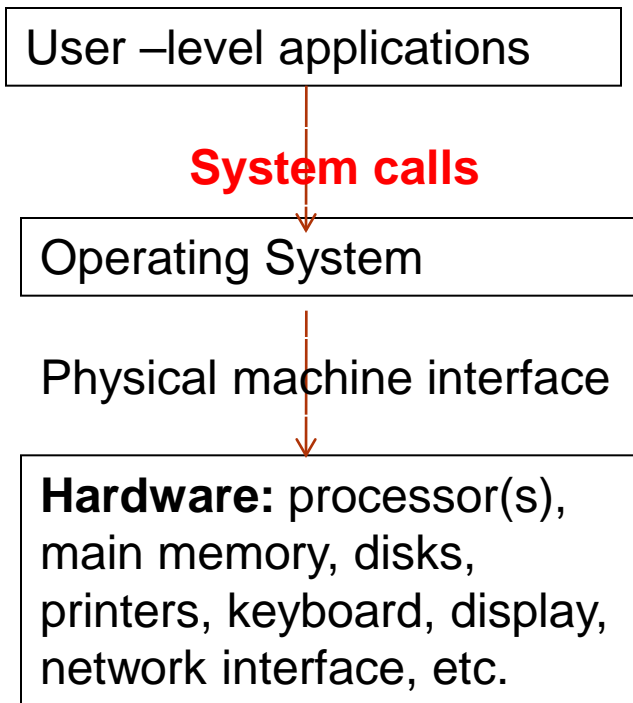 User –level applications
System calls
Operating System
Physical machine interface
Hardware: processor(s),
main memory, disks,
printers, keyboard, display,
network interface, etc.